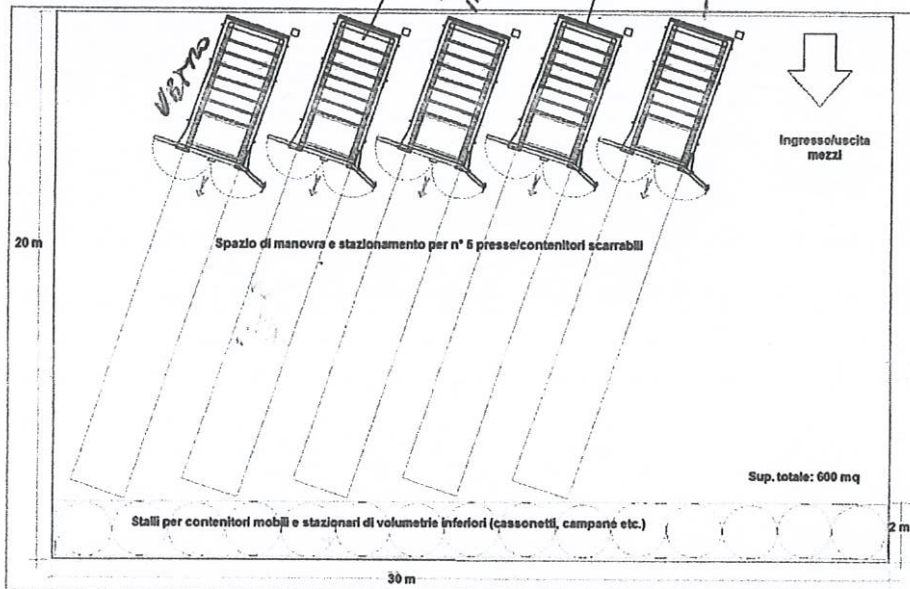 Ingresso/uscita
mezzi
20 m
Spazio di manovra e stazionamento per n° 5 presse/contenitori scarrabili
Sup. totale: 600 mq
Stalli per contenitori mobili e stazionari di volumetrie inferiori (cassonetti, campane etc.)
2 m
30 m